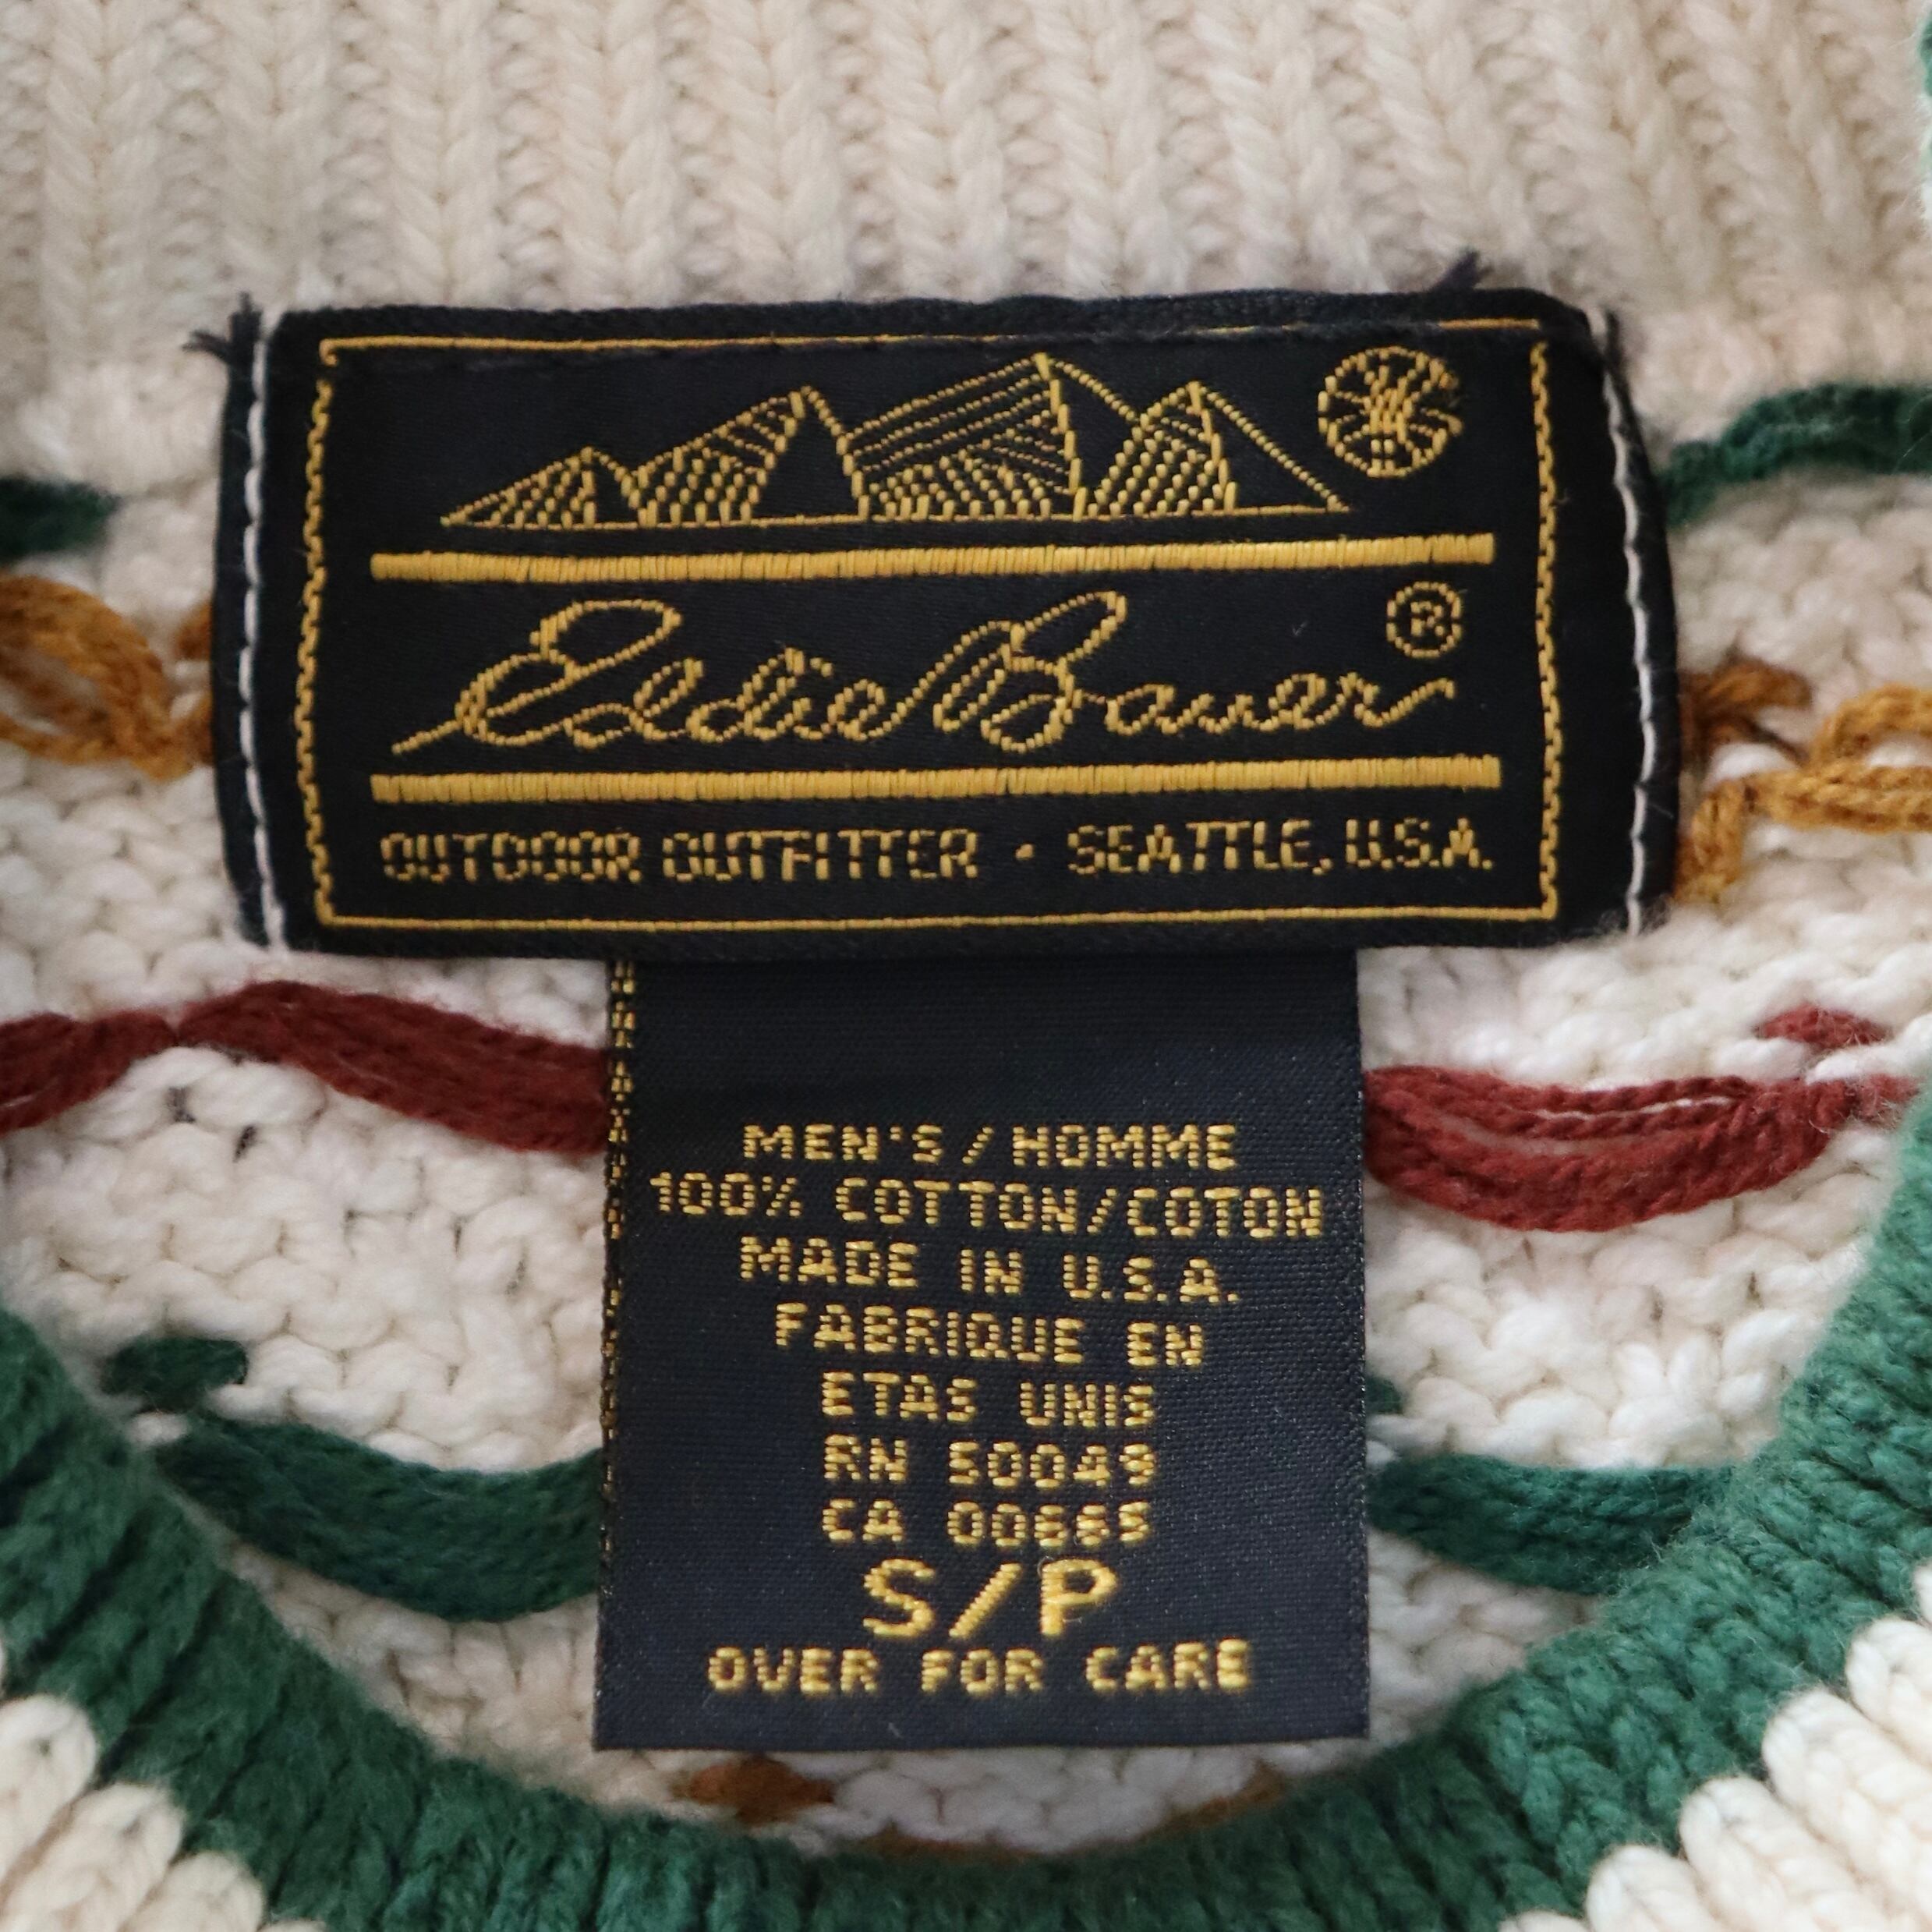 Eddie Bauer ®
OUTDOOR OUTFITTER · SEATTLE, U.S.A.
MEN'S / HOMME
100% COTTON/COTON
MADE IN U.S.A.
FABRIQUE EN
ETAS UNIS
RN 50049
CA 00665
S/P
OVER FOR CARE